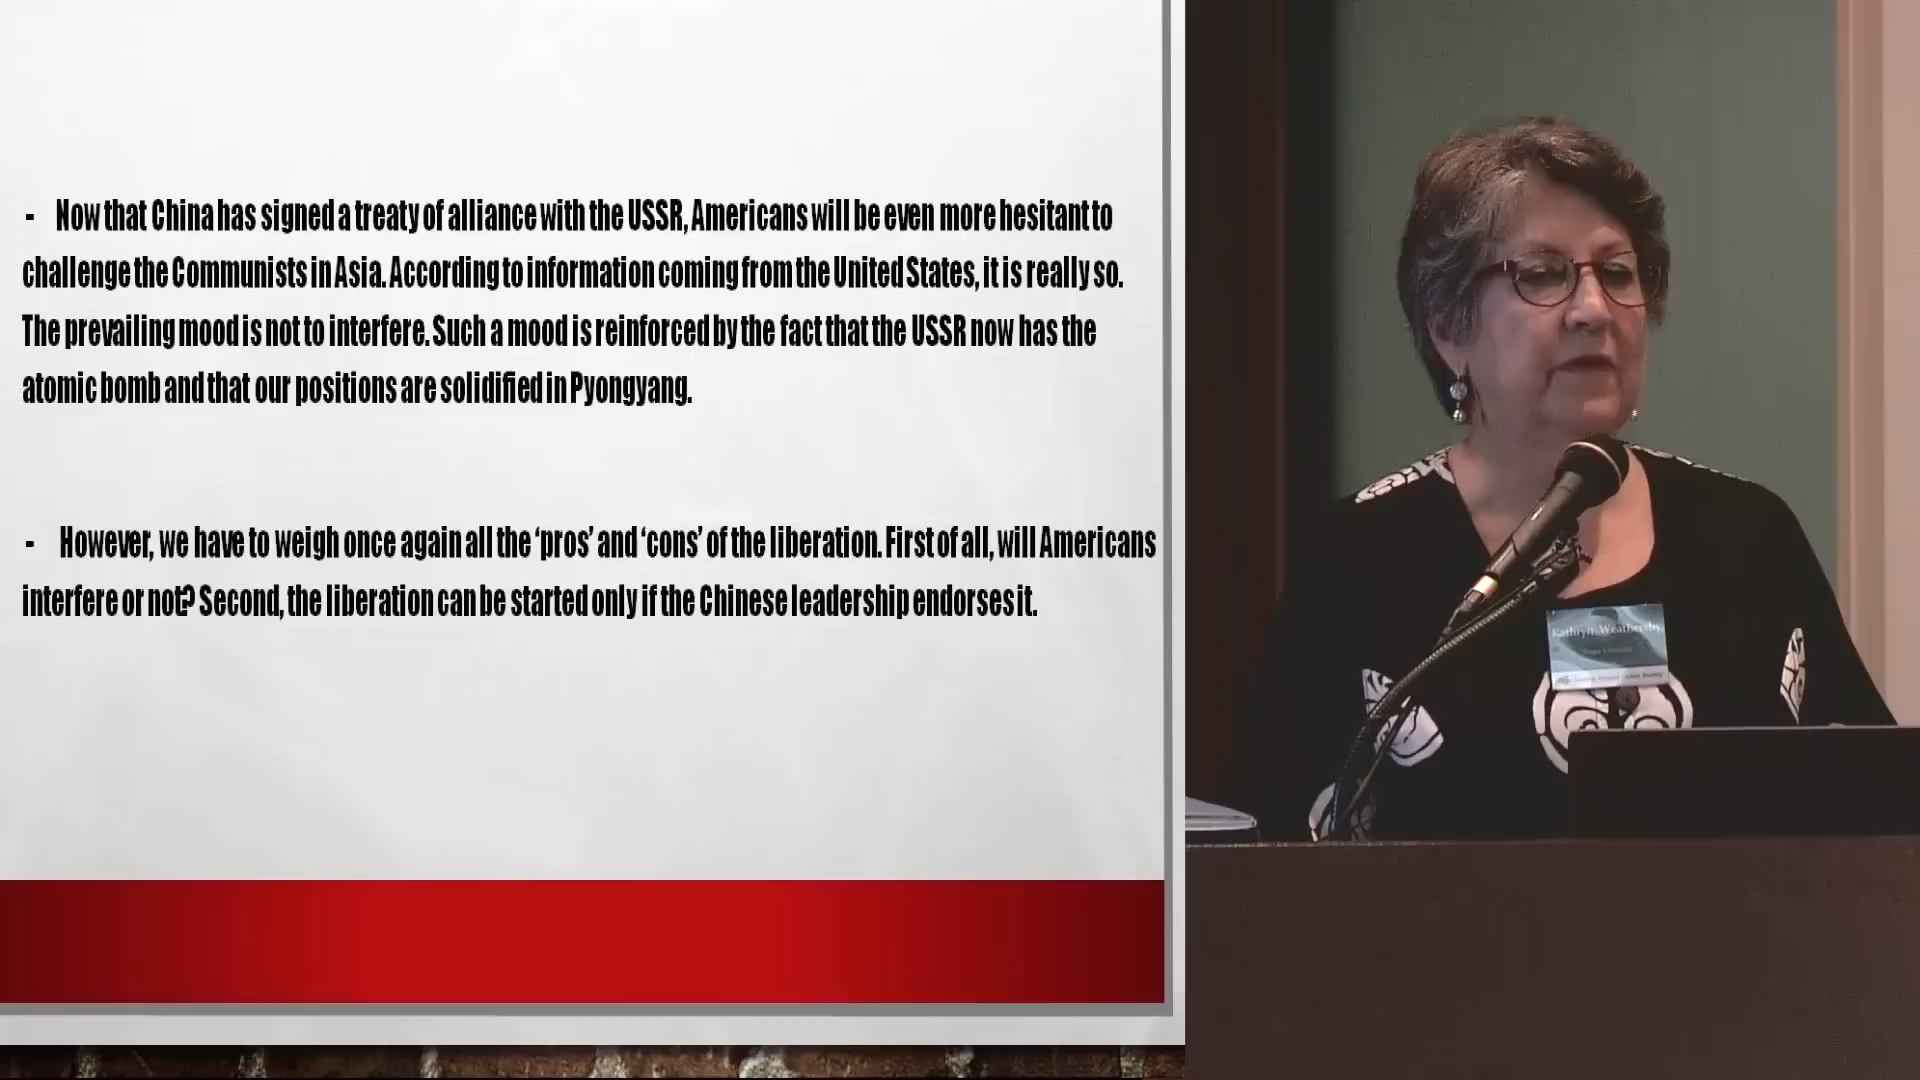 - Now that China has signed a treaty of alliance with the USSR, Americans will be even more hesitant to
challenge the Communists in Asia. According to information coming from the United States, it is really so.
The prevailing mood is not to interfere. Such a mood is reinforced by the fact that the USSR now has the
atomic bomb and that our positions are solidified in Pyongyang.
- However, we have to weigh once again all the ‘pros’ and ‘cons’ of the liberation. First of all, will Americans
interfere or not? Second, the liberation can be started only if the Chinese leadership endorses it.
Kathryn Weathersby